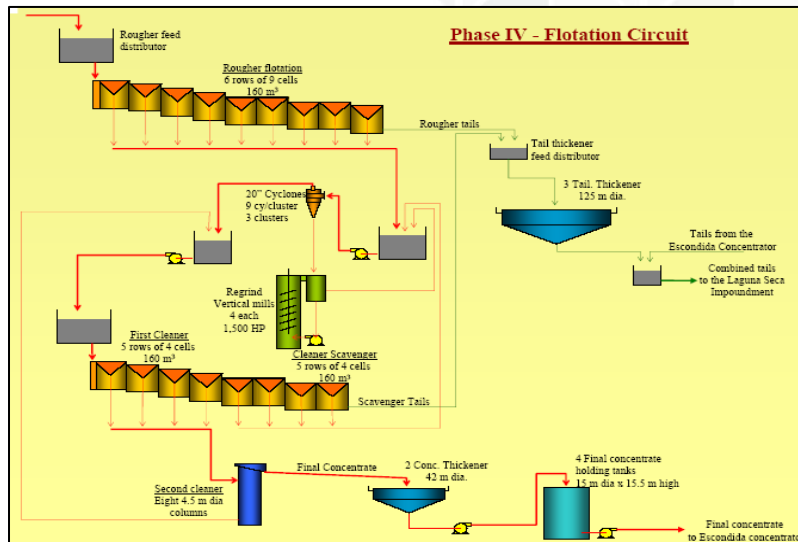 Phase IV - Flotation Circuit
Rougher feed
distributor
Rougher flotation
6 rows of 9 cells
160 m³
Rougher tails
Tail thickener
feed distributor
3 Tail. Thickener
125 m dia.
20" Cyclones
9 cy/cluster
3 clusters
Tails from the
Escondida Concentrator
Combined tails
to the Laguna Seca
Impoundment
Regrind
Vertical mills
4 each
1,500 HP
First Cleaner
5 rows of 4 cells
160 m³
Cleaner Scavenger
5 rows of 4 cells
160 m³
Scavenger Tails
Final Concentrate
2 Conc. Thickener
42 m dia.
4 Final concentrate
holding tanks
15 m dia x 15.5 m high
Second cleaner
Eight 4.5 m dia
columns
Final concentrate
to Escondida concentrato